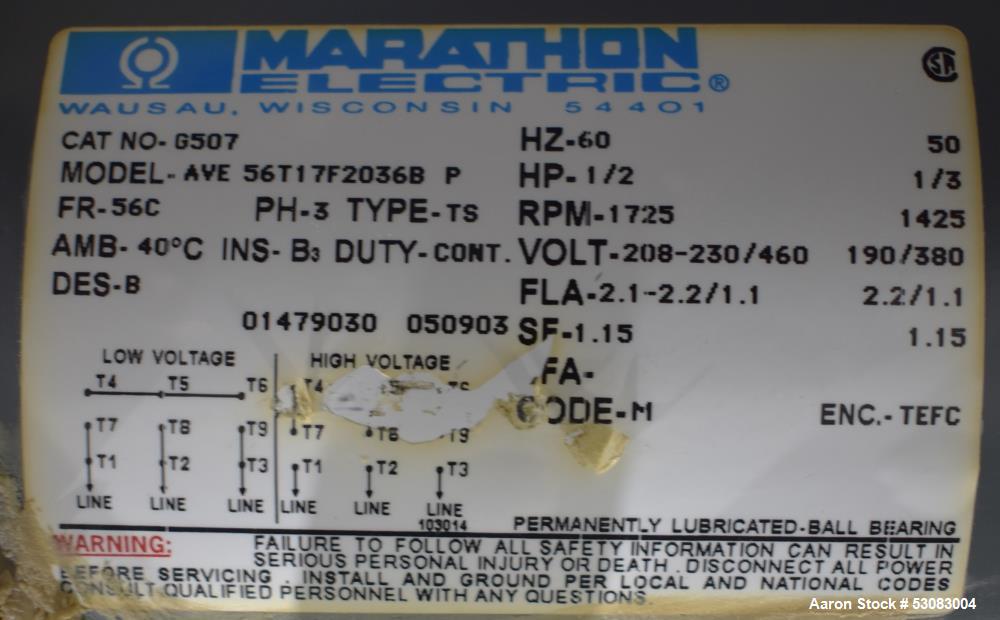 MARATHON
ELECTRIC®
WAUSAU, WISCONSIN 54401
CAT NO- G507
MODEL- AVE 56T17F2036B P
FR-56C PH-3 TYPE-TS
AMB- 40°C INS- B3 DUTY-CONT.
DES-B
01479030 050903
HZ-60 50
HP-1/2 1/3
RPM-1725 1425
VOLT-208-230/460 190/380
FLA-2.1-2.2/1.1 2.2/1.1
SF-1.15 1.15
FA-
CODE-M ENC.-TEFC
LOW VOLTAGE HIGH VOLTAGE
T4 T5 T6 T4
T7 T8 T9 T7 T8 T9
T1 T2 T3 T1 T2 T3
LINE LINE LINE LINE LINE LINE
103014 PERMANENTLY LUBRICATED-BALL BEARING
WARNING: FAILURE TO FOLLOW ALL SAFETY INFORMATION CAN RESULT IN
SERIOUS PERSONAL INJURY OR DEATH. DISCONNECT ALL POWER
BEFORE SERVICING. INSTALL AND GROUND PER LOCAL AND NATIONAL CODES
CONSULT QUALIFIED PERSONNEL WITH ANY QUESTIONS.
Aaron Stock # 53083004